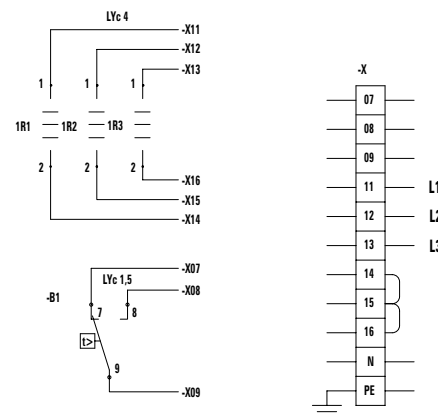 LYc 4
-X11
-X12
-X13
1 1 1
1R1 1R2 1R3
2 2 2
-X16
-X15
-X14
-X07
LYc 1,5
-X08
-B1
7 8
t>
9
-X09
-X
07
08
09
11 L1
12 L2
13 L3
14
15
16
N
PE